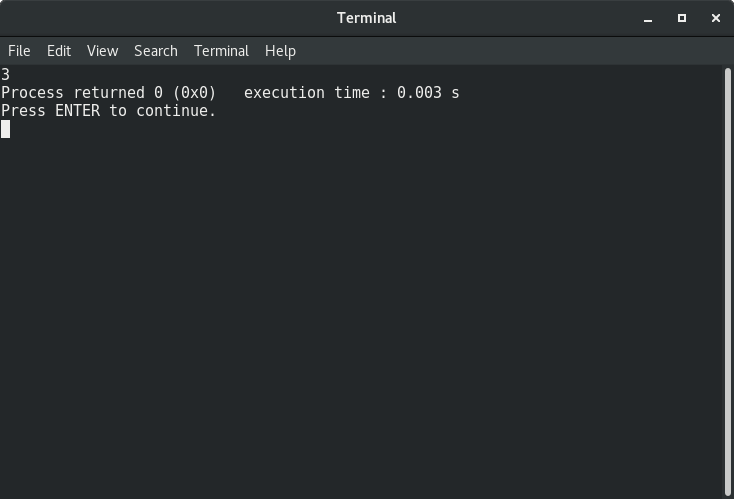 Terminal
File Edit View Search Terminal Help
3
Process returned 0 (0x0)   execution time : 0.003 s
Press ENTER to continue.